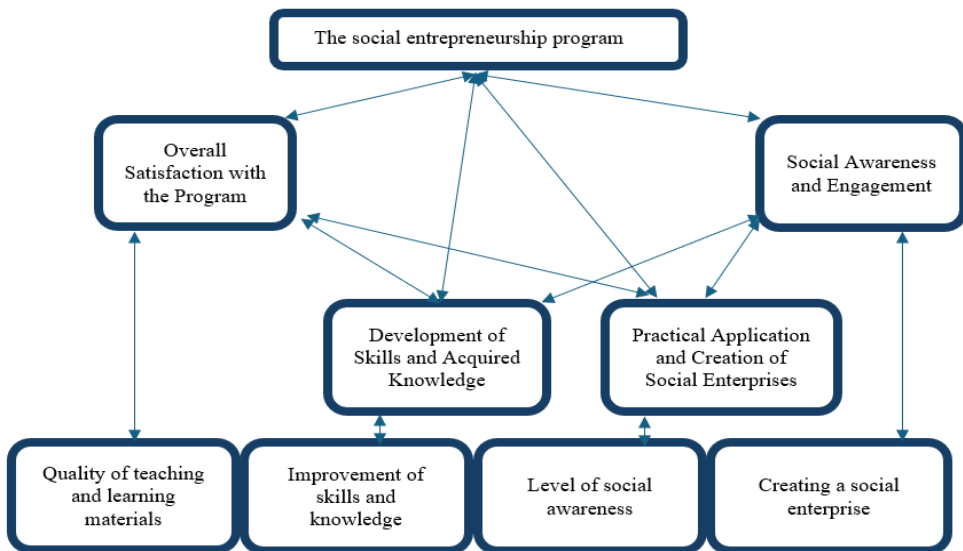 The social entrepreneurship program
Overall
Satisfaction with
the Program
Social Awareness
and Engagement
Development of
Skills and Acquired
Knowledge
Practical Application
and Creation of
Social Enterprises
Quality of teaching
and learning
materials
Improvement of
skills and
knowledge
Level of social
awareness
Creating a social
enterprise